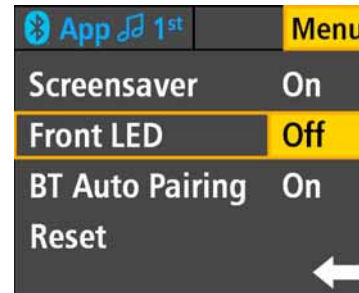 App 1st Menu
Screensaver On
Front LED Off
BT Auto Pairing On
Reset